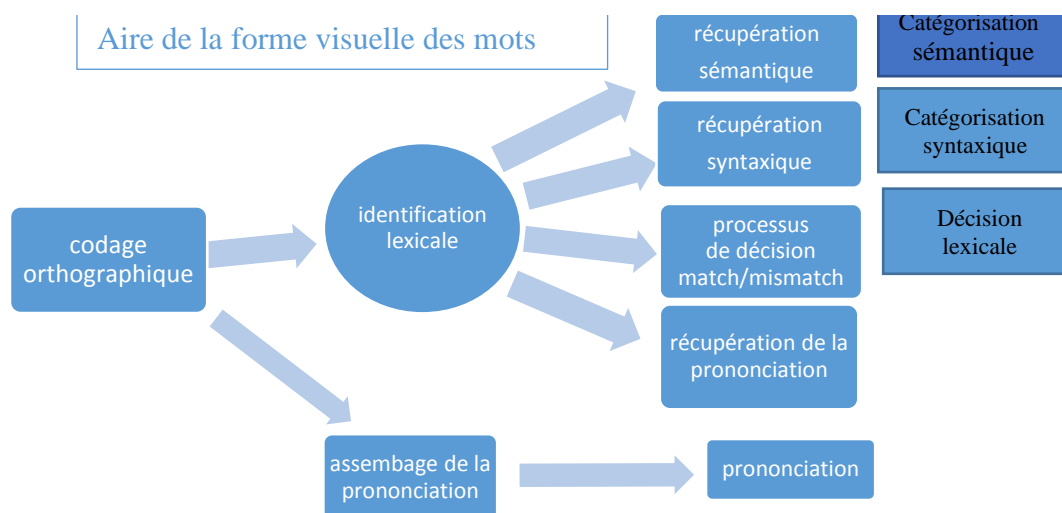 Aire de la forme visuelle des mots
récupération
sémantique
Catégorisation
sémantique
récupération
syntaxique
Catégorisation
syntaxique
identification
lexicale
codage
orthographique
processus
de décision
match/mismatch
Décision
lexicale
récupération de la
prononciation
assembage de la
prononciation
prononciation